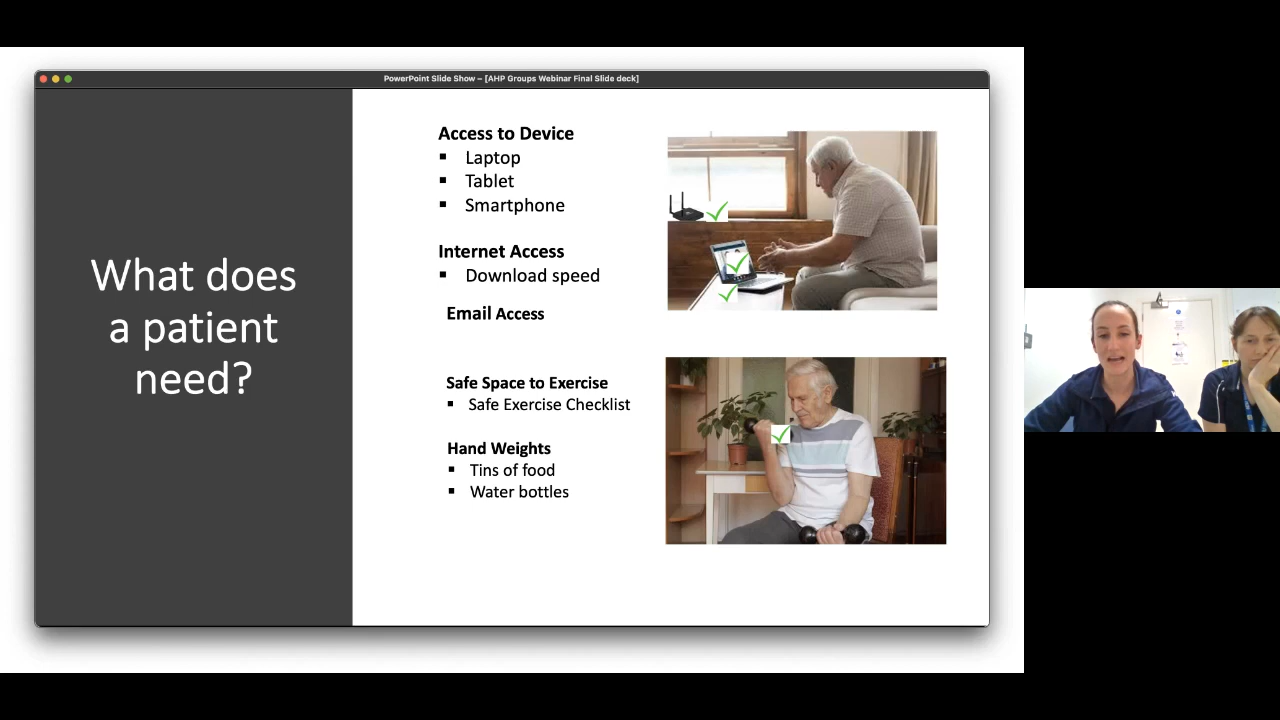 PowerPoint Slide Show – [AHP Groups Webinar Final Slide deck]
What does
a patient
need?
Access to Device
▪ Laptop
▪ Tablet
▪ Smartphone
Internet Access
▪ Download speed
Email Access
Safe Space to Exercise
▪ Safe Exercise Checklist
Hand Weights
▪ Tins of food
▪ Water bottles